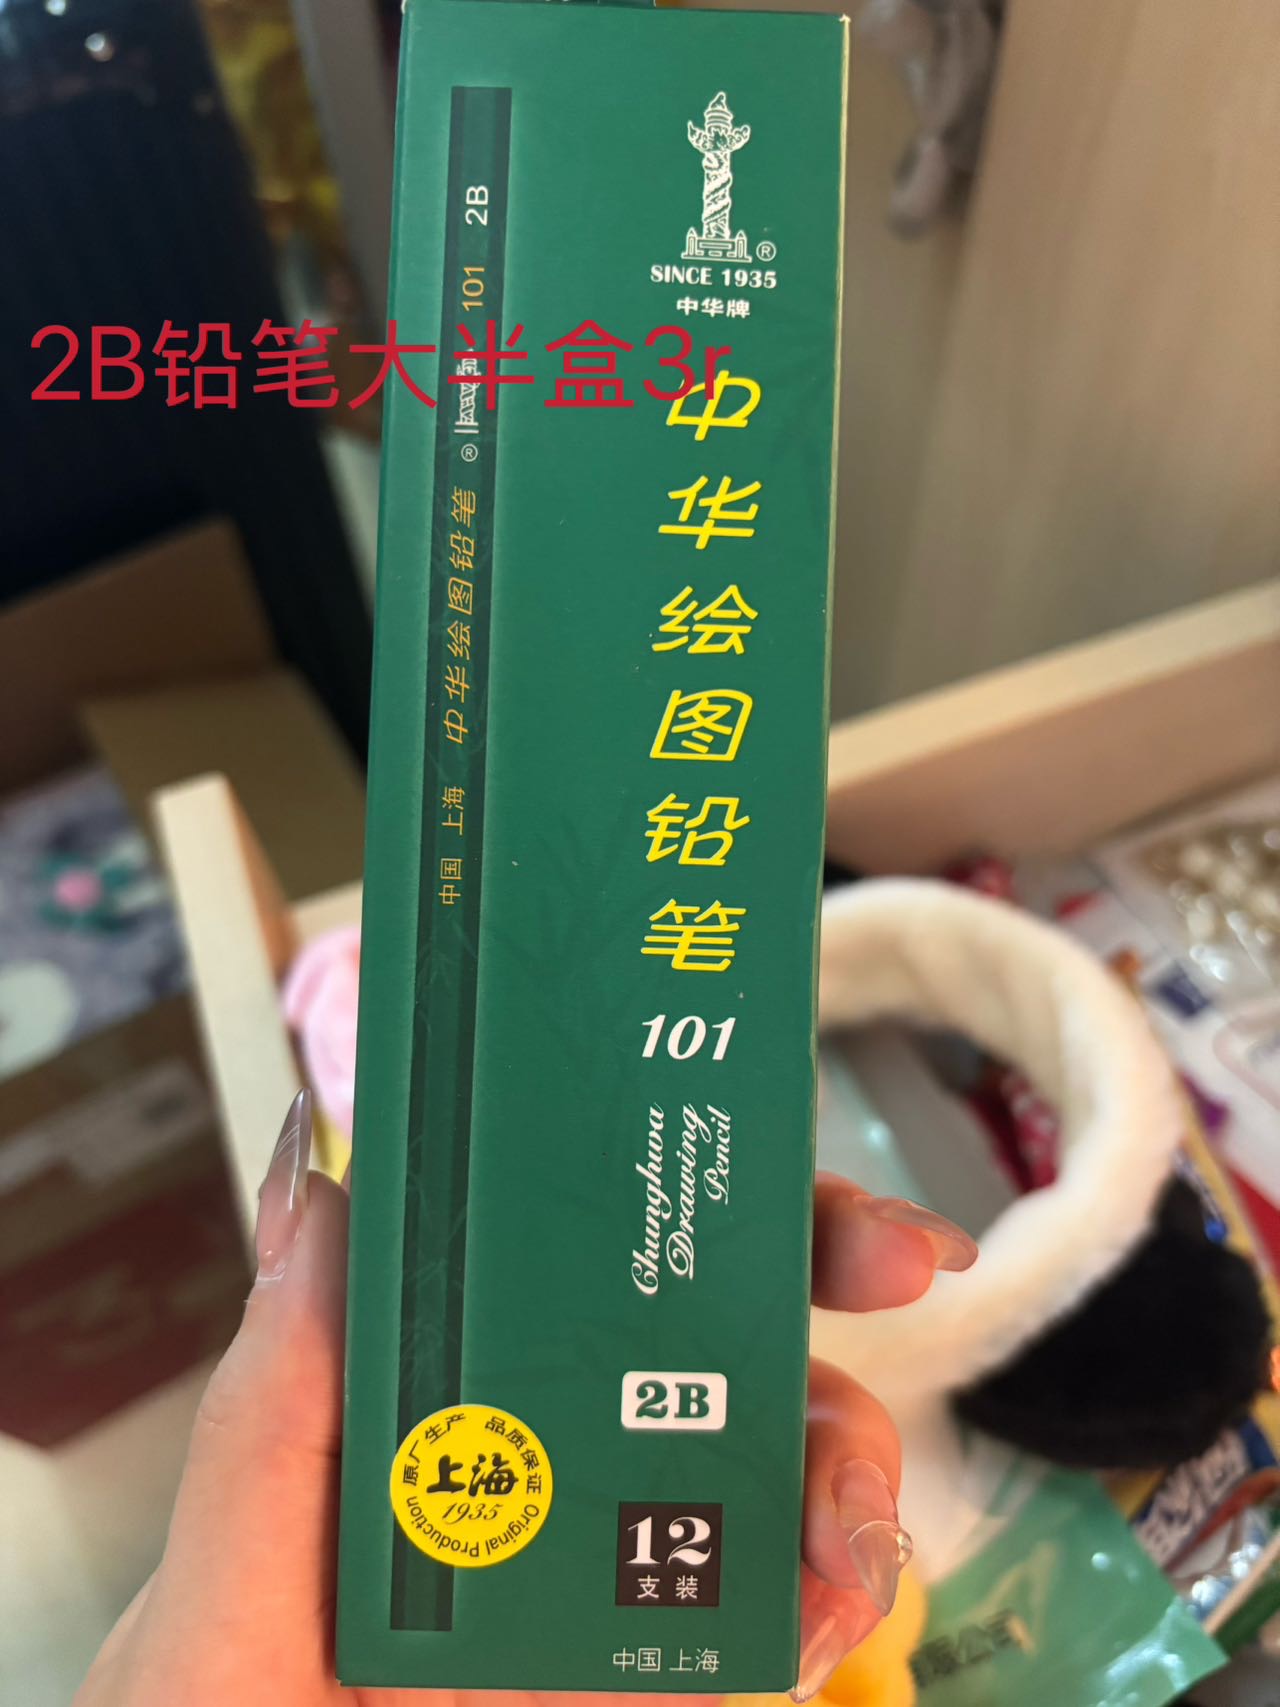 SINCE 1935
中华牌
2B铅笔大半盒3r
中华绘图铅笔
101
Chunghwa
Drawing
Pencil
2B
12
支装
中国 上海
中国 上海 中华绘图铅笔 ® 101 2B
原厂生产 品质保证
上海
1935
Original Production